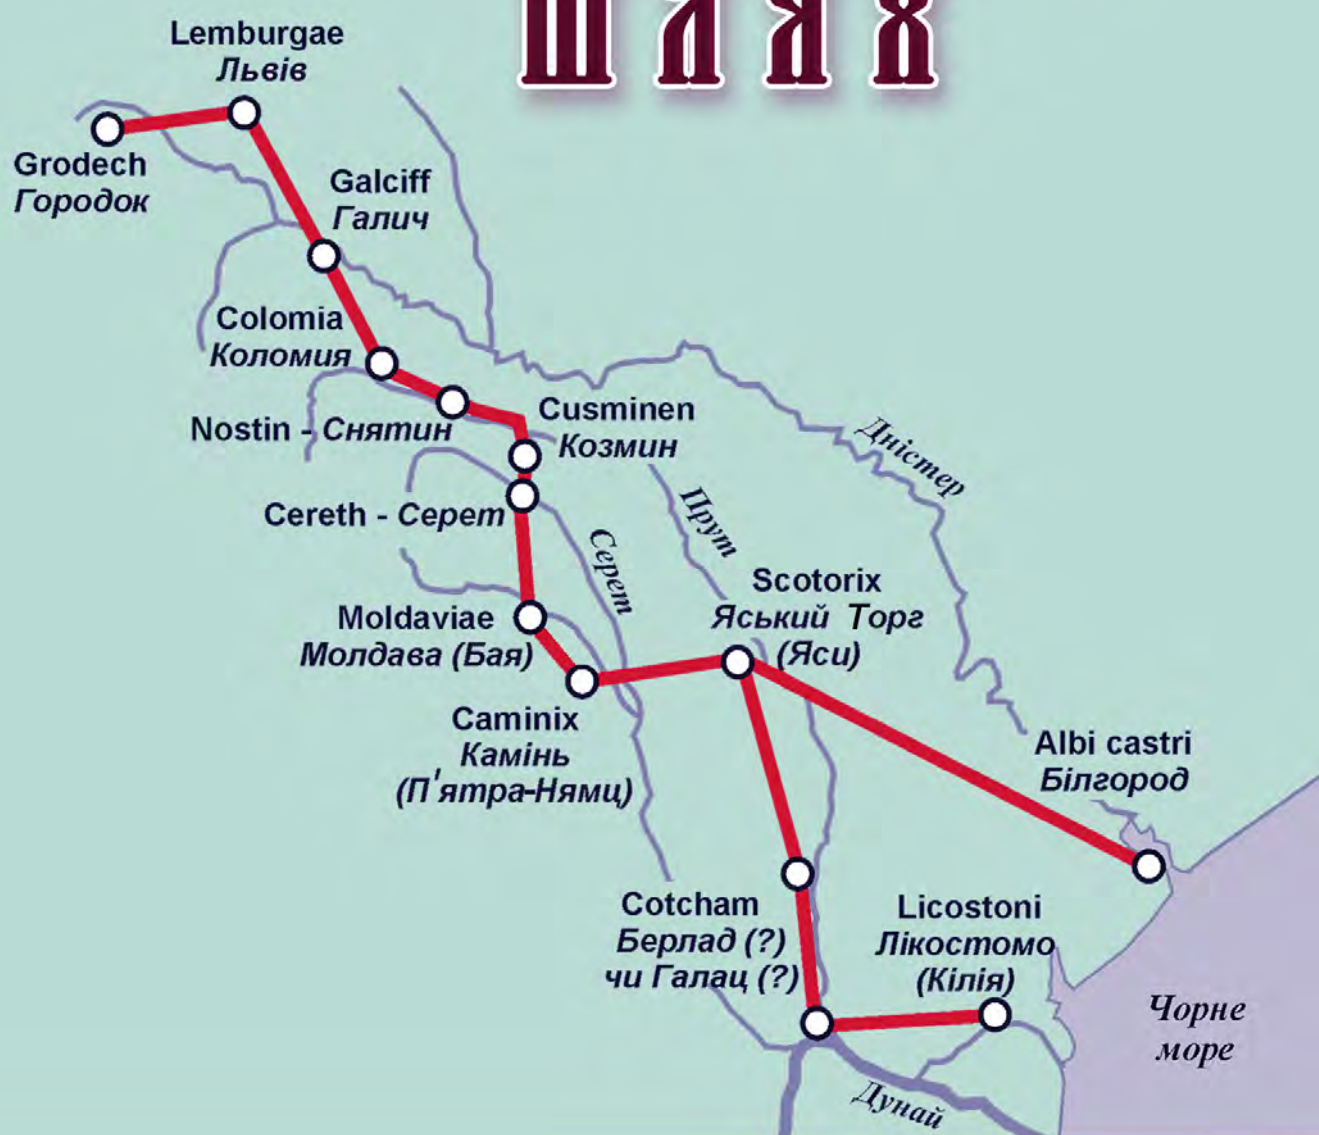 ШЛЯХ
Lemburgae
Львів
Grodech
Городок
Galciff
Галич
Colomia
Коломия
Nostin - Снятин
Cusminen
Козмин
Дністер
Cereth - Серет
Прут
Серет
Scotorix
Яський Торг
(Яси)
Moldaviae
Молдава (Бая)
Caminix
Камінь
(П'ятра-Нямц)
Albi castri
Білгород
Cotcham
Берлад (?)
чи Галац (?)
Licostoni
Лікостомо
(Кілія)
Чорне
море
Дунай